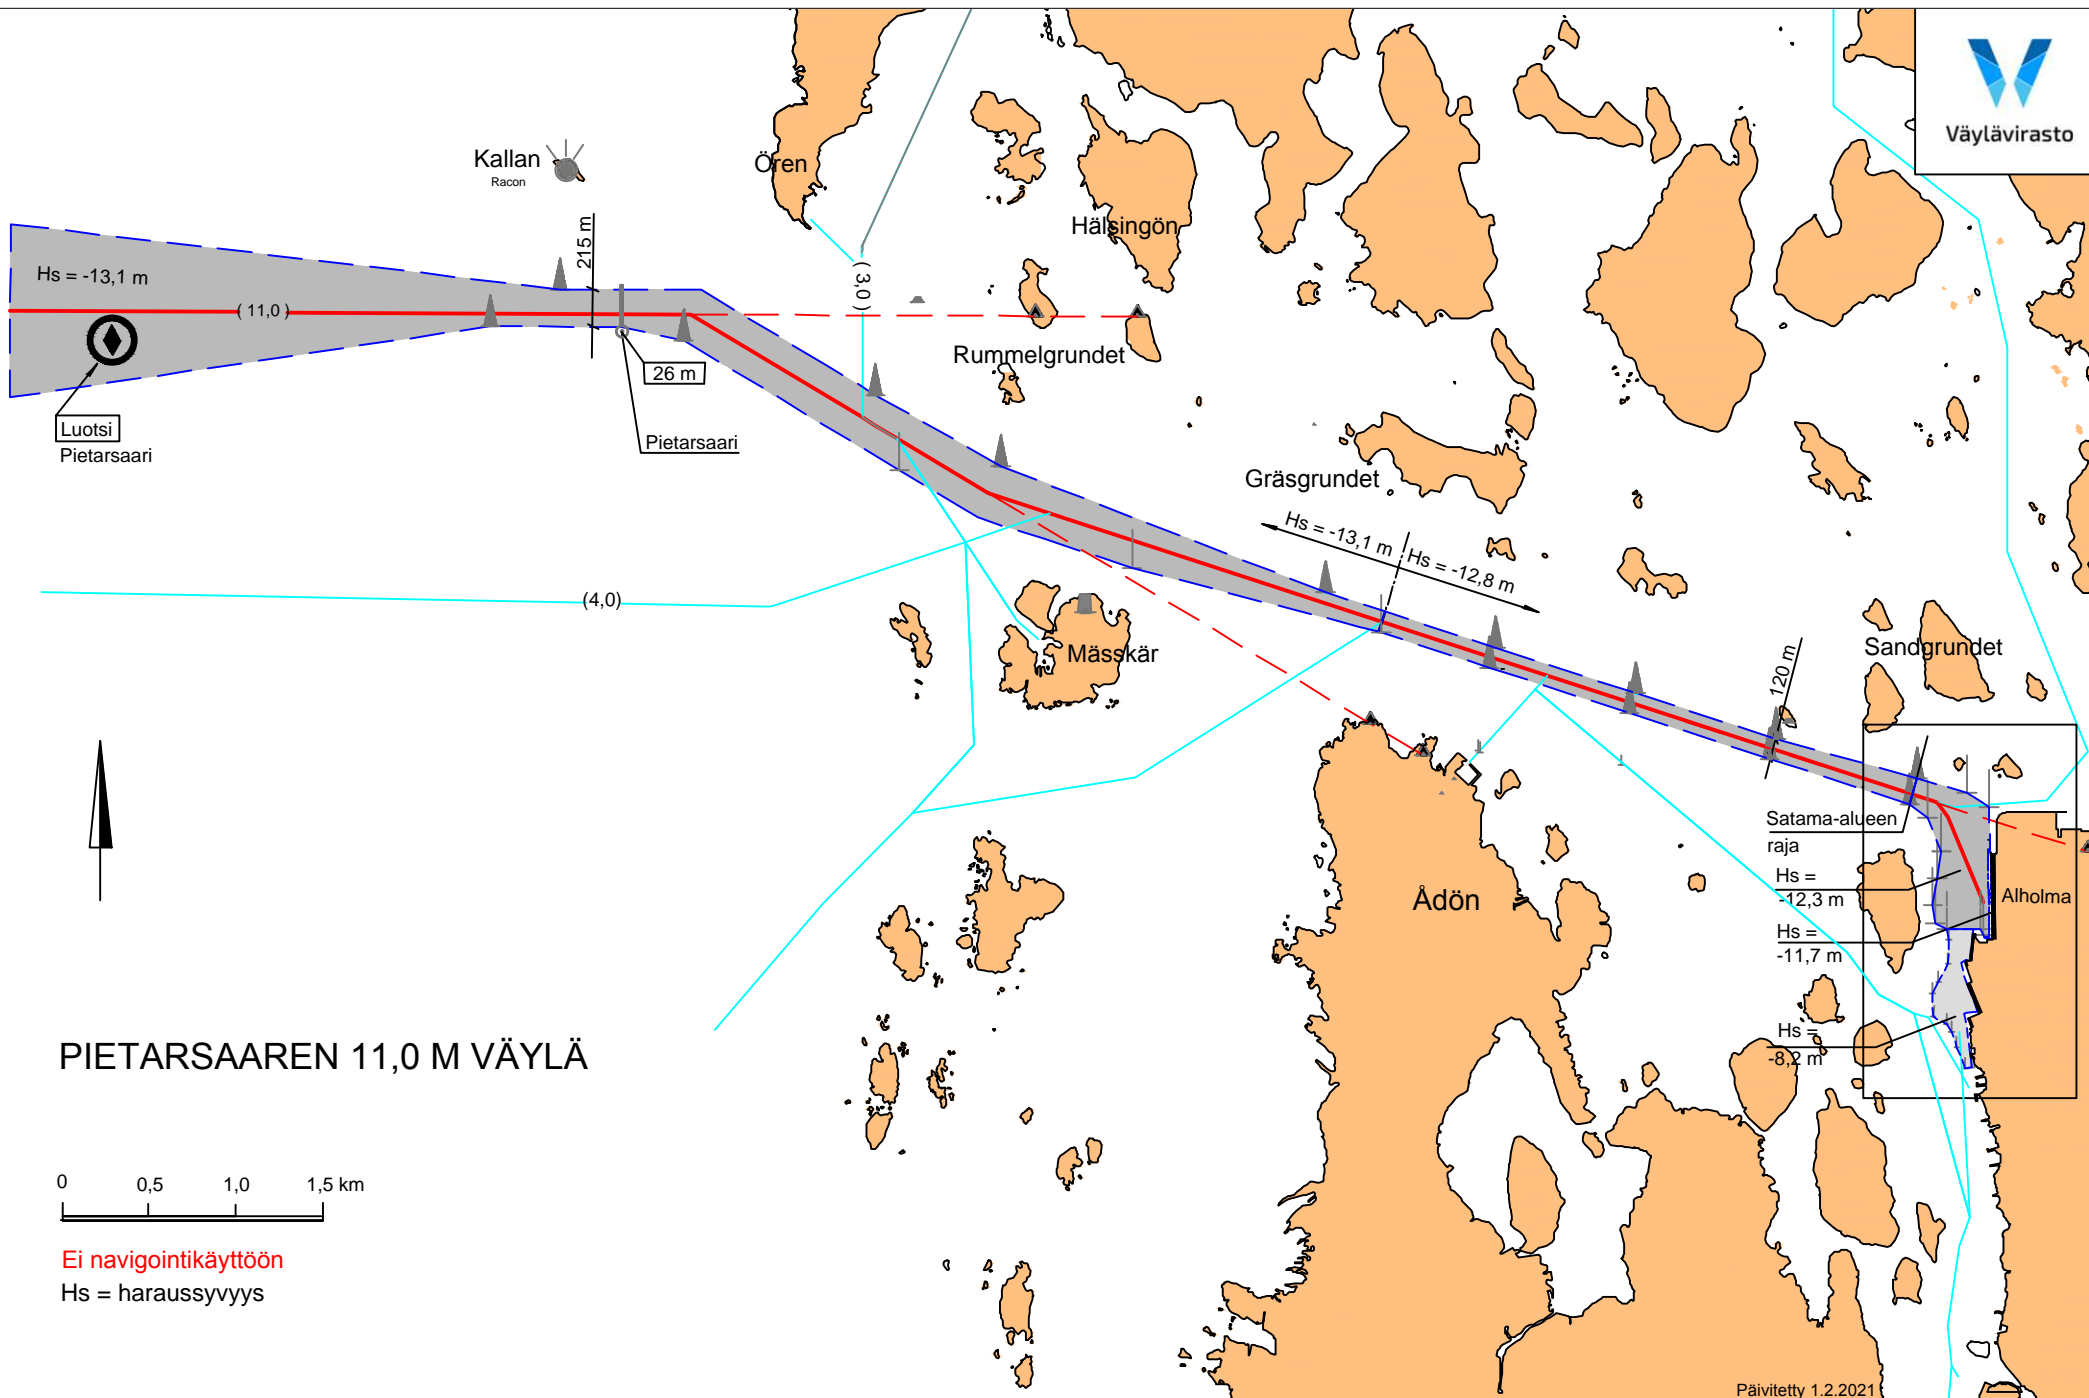 Väylävirasto
Kallan
Racon
Ören
Hälsingön
215 m
Hs = -13,1 m
( 11,0 )
( 3,0 )
Rummelgrundet
26 m
Luotsi
Pietarsaari
Pietarsaari
Gräsgrundet
Hs = -13,1 m
Hs = -12,8 m
(4,0)
Mässkär
120 m
Sandgrundet
Satama-alueen
raja
Hs =
-12,3 m
Alholma
Ådön
Hs =
-11,7 m
Hs =
-8,2 m
PIETARSAAREN 11,0 M VÄYLÄ
0 0,5 1,0 1,5 km
Ei navigointikäyttöön
Hs = haraussyvyys
Päivitetty 1.2.2021